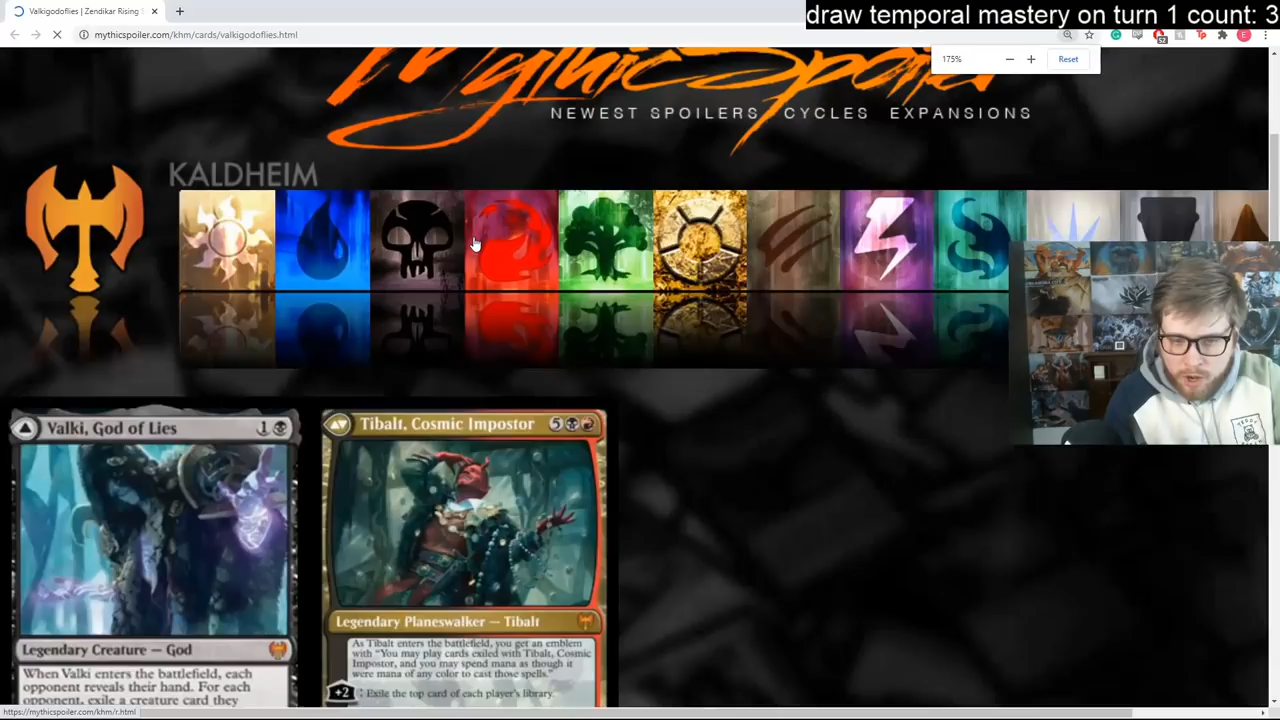 Valkigodoflies | Zendikar Rising S
draw temporal mastery on turn 1 count: 3
mythicspoiler.com/khm/cards/valkigodoflies.html
52
E
175%
Reset
MythicSpoiler
NEWEST SPOILERS CYCLES EXPANSIONS
KALDHEIM
Valki, God of Lies 1
Tibalt, Cosmic Impostor 5
Legendary Creature — God
Legendary Planeswalker — Tibalt
When Valki enters the battlefield, each
opponent reveals their hand. For each
opponent, exile a creature card they
As Tibalt enters the battlefield, you get an emblem
with "You may play cards exiled with Tibalt, Cosmic
Impostor, and you may spend mana as though it
were mana of any color to cast those spells."
+2 : Exile the top card of each player's library.
https://mythicspoiler.com/khm/r.html